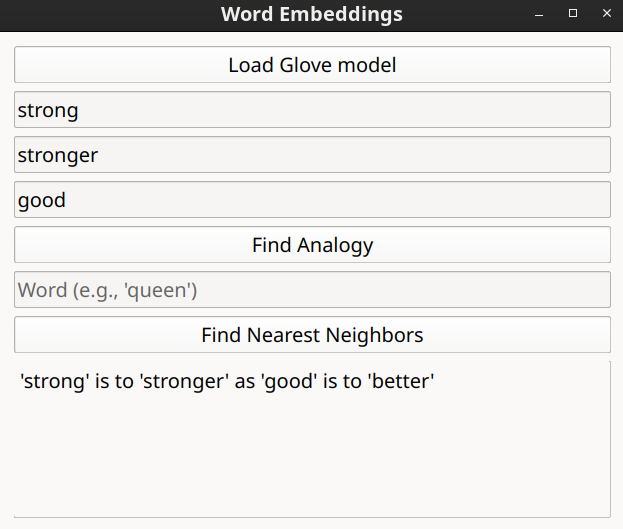 Word Embeddings
Load Glove model
strong
stronger
good
Find Analogy
Word (e.g., 'queen')
Find Nearest Neighbors
'strong' is to 'stronger' as 'good' is to 'better'